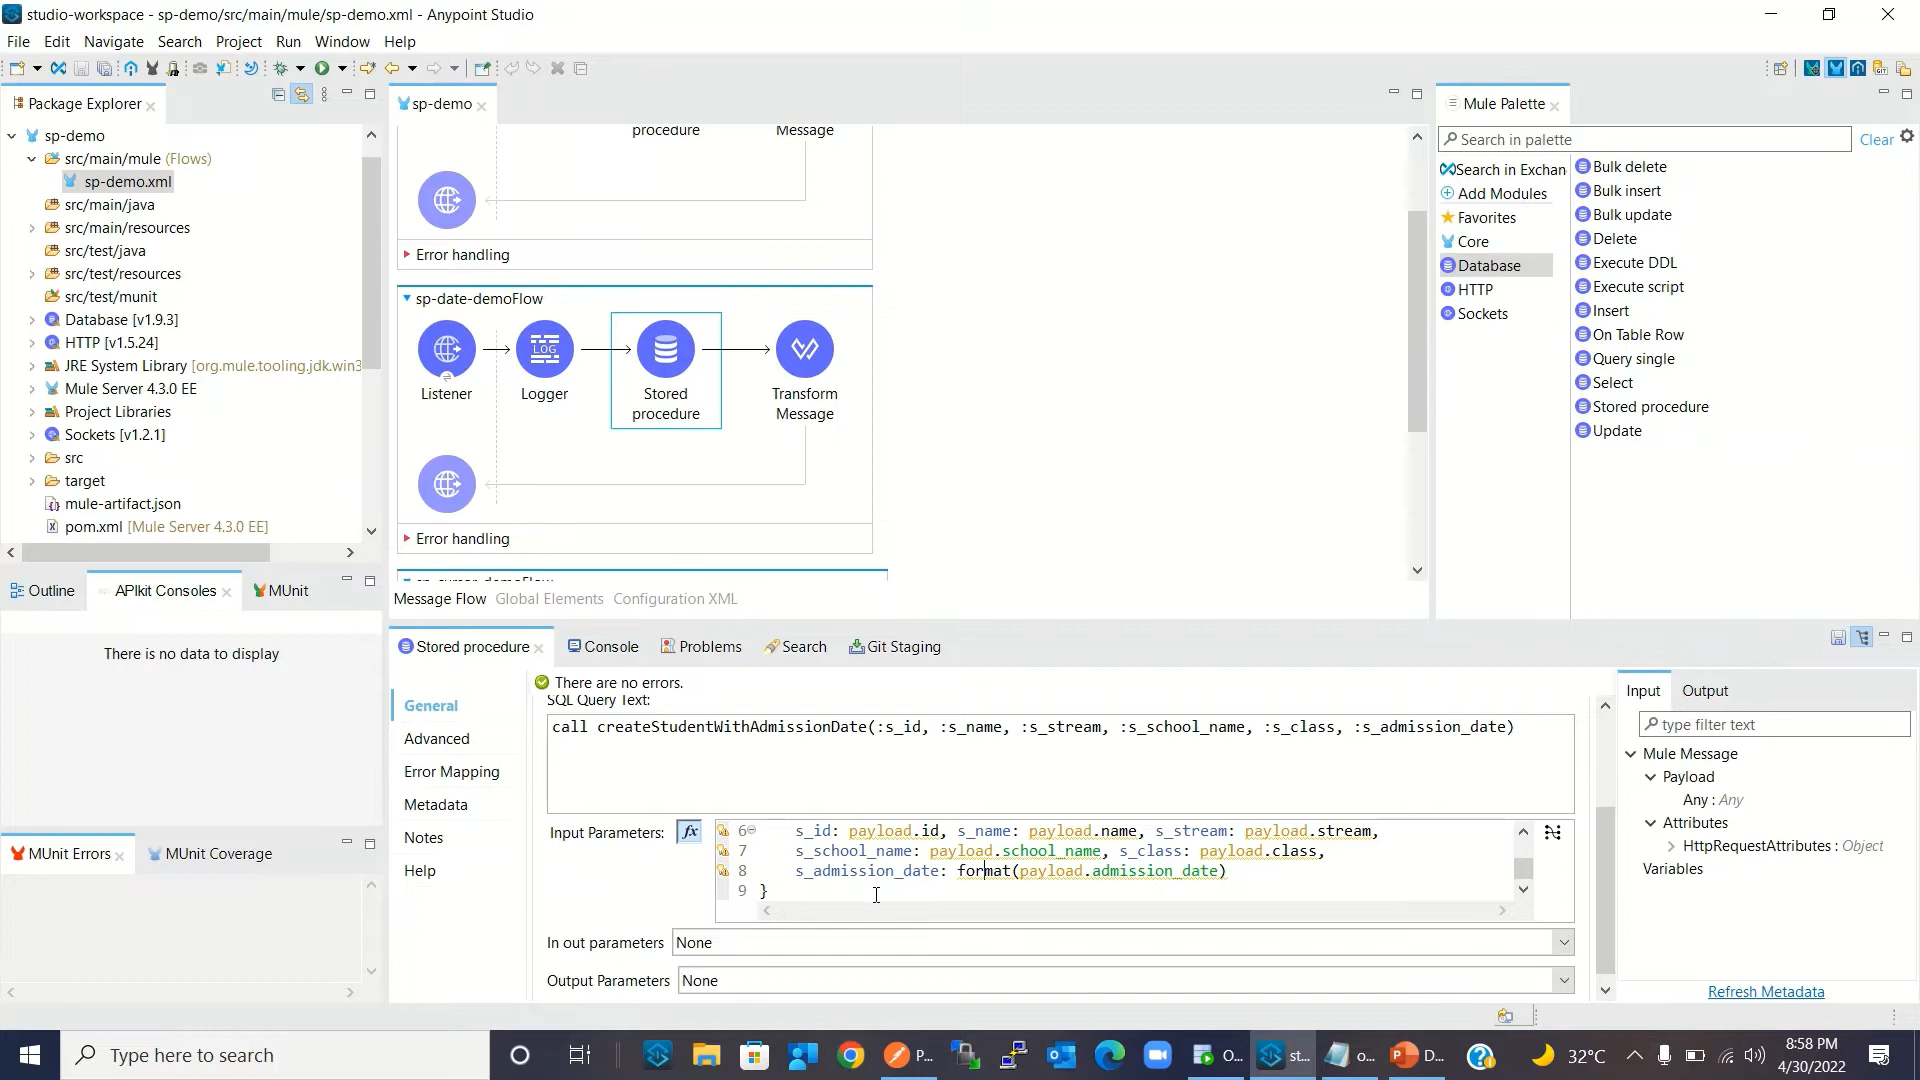 studio-workspace - sp-demo/src/main/mule/sp-demo.xml - Anypoint Studio
File Edit Navigate Search Project Run Window Help
Package Explorer
sp-demo
src/main/mule (Flows)
sp-demo.xml
src/main/java
src/main/resources
src/test/java
src/test/resources
src/test/munit
Database [v1.9.3]
HTTP [v1.5.24]
JRE System Library [org.mule.tooling.jdk.win3
Mule Server 4.3.0 EE
Project Libraries
Sockets [v1.2.1]
src
target
mule-artifact.json
pom.xml [Mule Server 4.3.0 EE]
Outline APIkit Consoles MUnit
There is no data to display
MUnit Errors MUnit Coverage
sp-demo
procedure Message
Error handling
sp-date-demoFlow
LOG
Listener Logger Stored procedure Transform Message
Error handling
Message Flow Global Elements Configuration XML
Mule Palette
Search in palette Clear
Search in Exchan
Add Modules
Favorites
Core
Database
HTTP
Sockets
Bulk delete
Bulk insert
Bulk update
Delete
Execute DDL
Execute script
Insert
On Table Row
Query single
Select
Stored procedure
Update
Stored procedure Console Problems Search Git Staging
There are no errors.
General
Advanced
Error Mapping
Metadata
Notes
Help
SQL Query Text:
call createStudentWithAdmissionDate(:s_id, :s_name, :s_stream, :s_school_name, :s_class, :s_admission_date)
Input Parameters: fx
6 s_id: payload.id, s_name: payload.name, s_stream: payload.stream,
7 s_school_name: payload.school_name, s_class: payload.class,
8 s_admission_date: format(payload.admission_date)
9 }
In out parameters None
Output Parameters None
Input Output
type filter text
Mule Message
Payload
Any : Any
Attributes
HttpRequestAttributes : Object
Variables
Refresh Metadata
Type here to search
P...
O...
st...
o...
D...
32°C
8:58 PM
4/30/2022